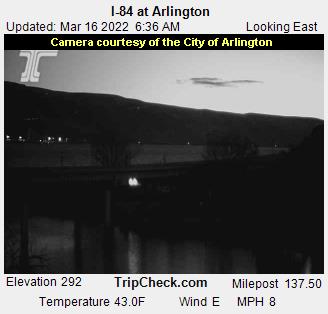 I-84 at Arlington
Updated: Mar 16 2022 6:36 AM Looking East
Camera courtesy of the City of Arlington
Elevation 292 TripCheck.com Milepost 137.50
Temperature 43.0F Wind E MPH 8